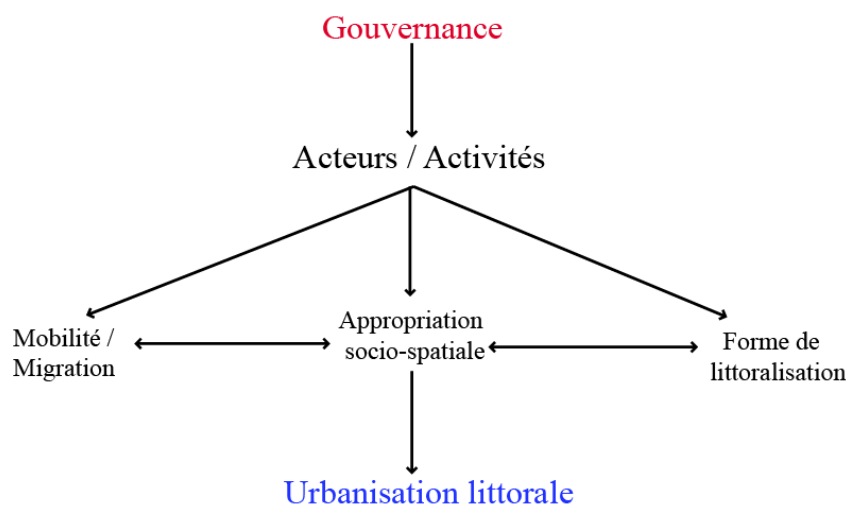 Gouvernance
Acteurs / Activités
Mobilité /
Migration
Appropriation
socio-spatiale
Forme de
littoralisation
Urbanisation littorale